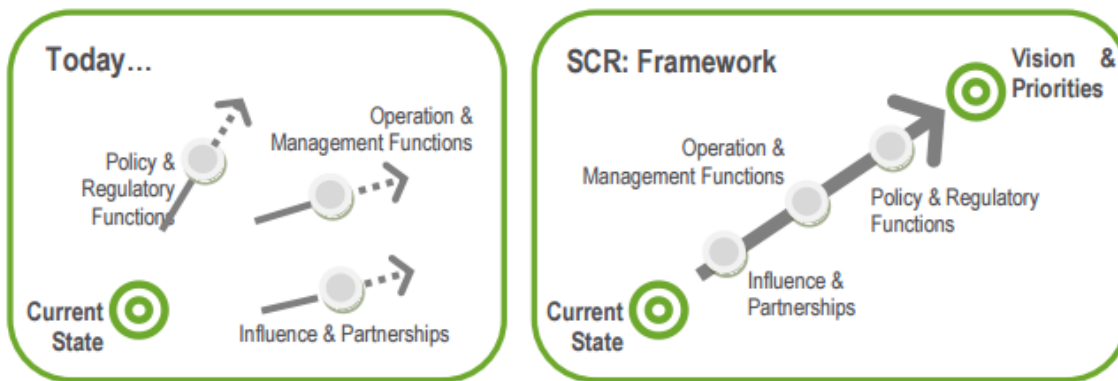 Today…
Operation &
Management Functions
Policy &
Regulatory
Functions
Current
State
Influence & Partnerships
SCR: Framework
Vision &
Priorities
Operation &
Management Functions
Policy & Regulatory
Functions
Influence &
Partnerships
Current
State